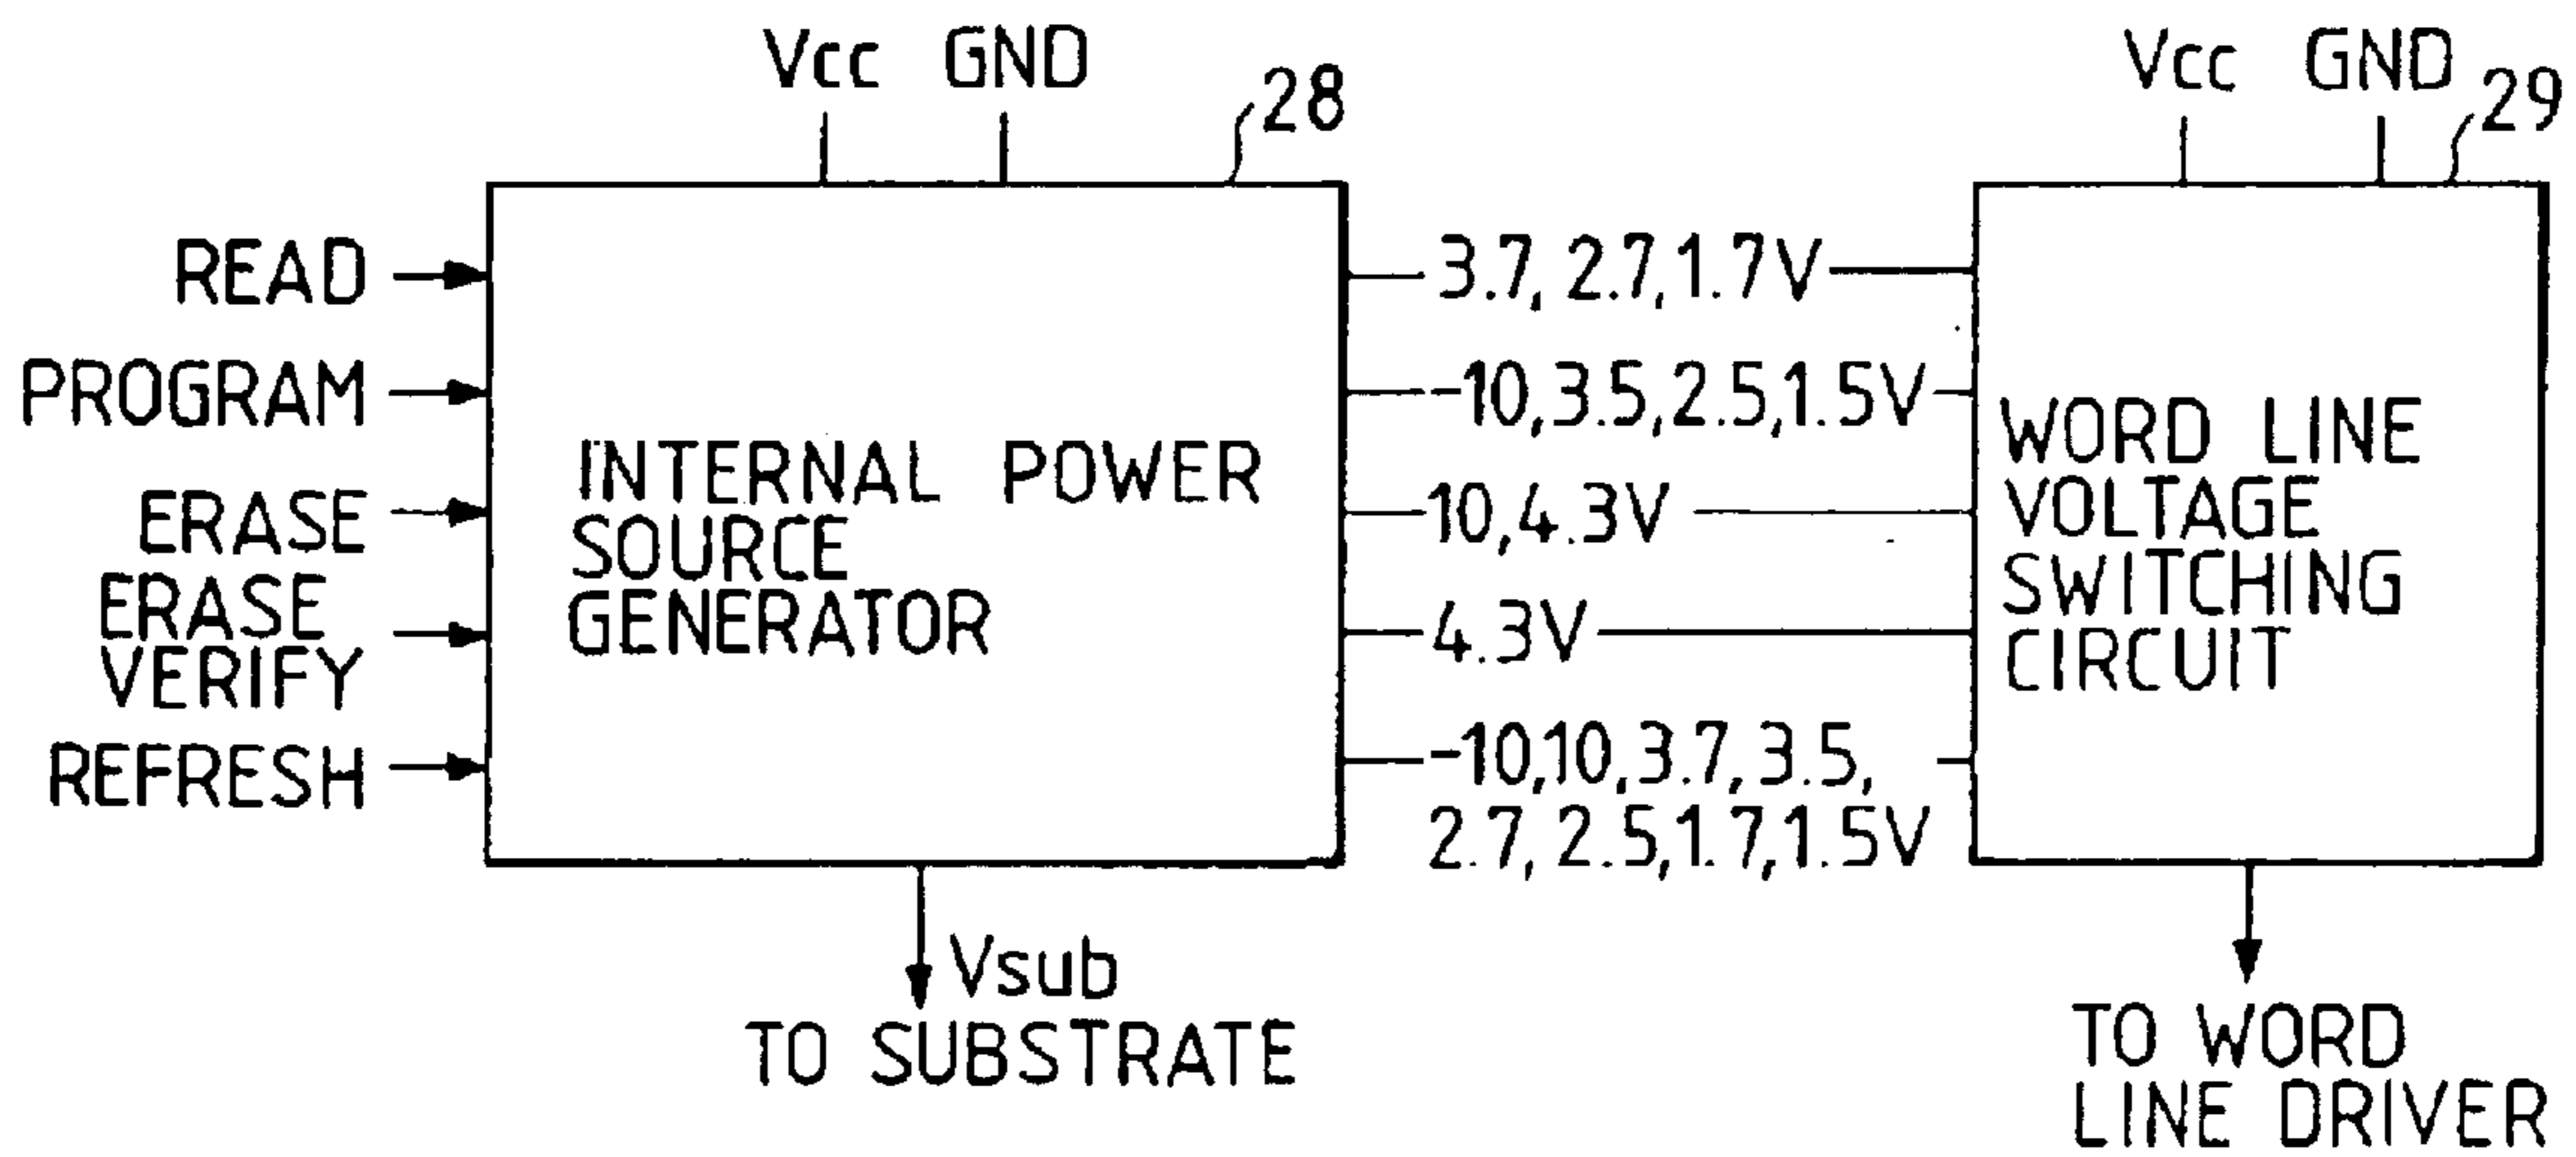 Vcc GND
28
Vcc GND
29
READ
PROGRAM
ERASE
ERASE
VERIFY
REFRESH
INTERNAL POWER
SOURCE
GENERATOR
3.7, 2.7, 1.7V
-10, 3.5, 2.5, 1.5V
10, 4.3V
4.3V
-10, 10, 3.7, 3.5,
2.7, 2.5, 1.7, 1.5V
WORD LINE
VOLTAGE
SWITCHING
CIRCUIT
Vsub
TO SUBSTRATE
TO WORD
LINE DRIVER